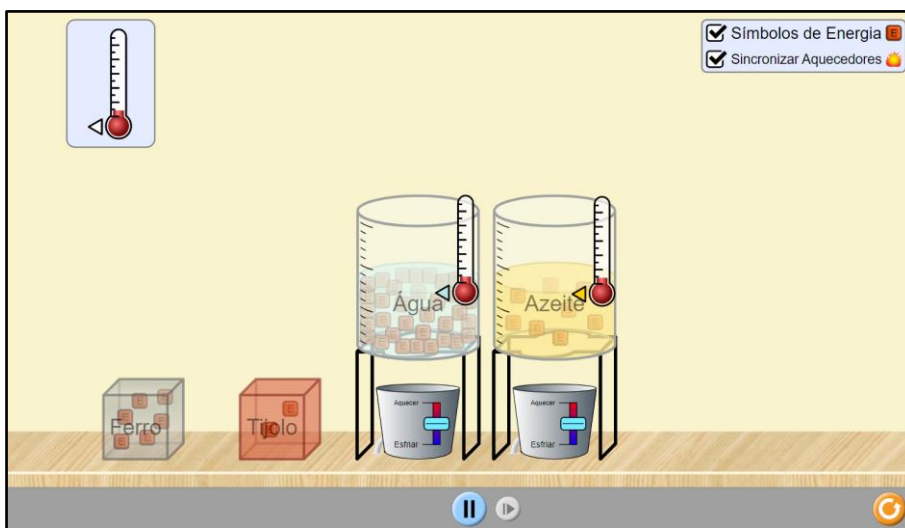 Símbolos de Energia E
Sincronizar Aquecedores
Água
Azeite
Ferro
Tijolo
Aquecer
Esfriar
Aquecer
Esfriar